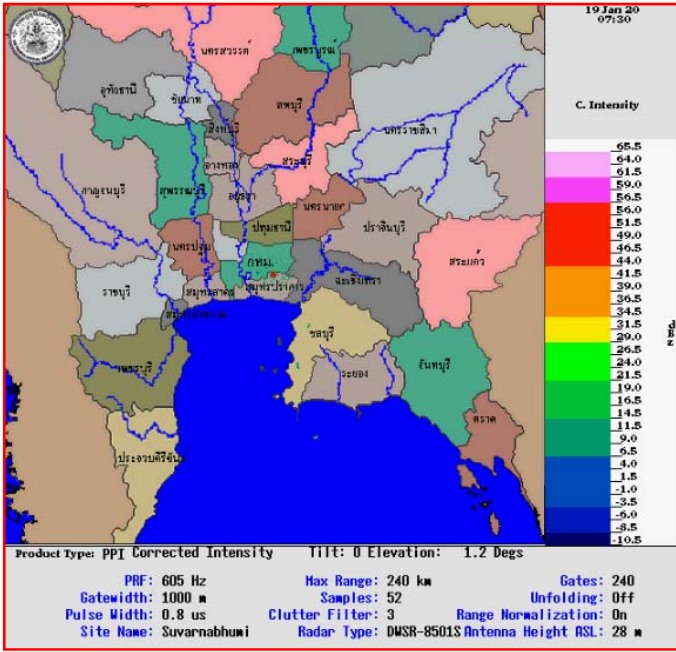 19 Jan 20
07:30
C. Intensity
นครสวรรค์
เพชรบูรณ์
อุทัยธานี
ชัยนาท
ลพบุรี
สิงห์บุรี
นครราชสีมา
อ่างทอง
สระบุรี
กาญจนบุรี
สุพรรณบุรี
อยุธยา
นครนายก
ปทุมธานี
ปราจีนบุรี
นครปฐม
กทม.
สระแก้ว
ราชบุรี
สมุทรสาคร
สมุทรปราการ
ฉะเชิงเทรา
ชลบุรี
เพชรบุรี
ระยอง
จันทบุรี
ตราด
ประจวบคีรีขันธ์
65.5
64.0
61.5
59.0
56.5
56.0
51.5
49.0
46.5
44.0
41.5
39.0
36.5
34.0
31.5
29.0
26.5
24.0
21.5
19.0
16.5
14.5
11.5
9.0
6.5
4.0
-1.0
-3.5
-6.0
-8.5
-10.5
Product Type: PPI Corrected Intensity Tilt: 0 Elevation: 1.2 Degs
PRF: 605 Hz Max Range: 240 km Gates: 240
Gatewidth: 1000 m Samples: 52 Unfolding: Off
Pulse Width: 0.8 us Clutter Filter: 3 Range Normalization: On
Site Name: Suvarnabhumi Radar Type: DWSR-8501S Antenna Height ASL: 28 m